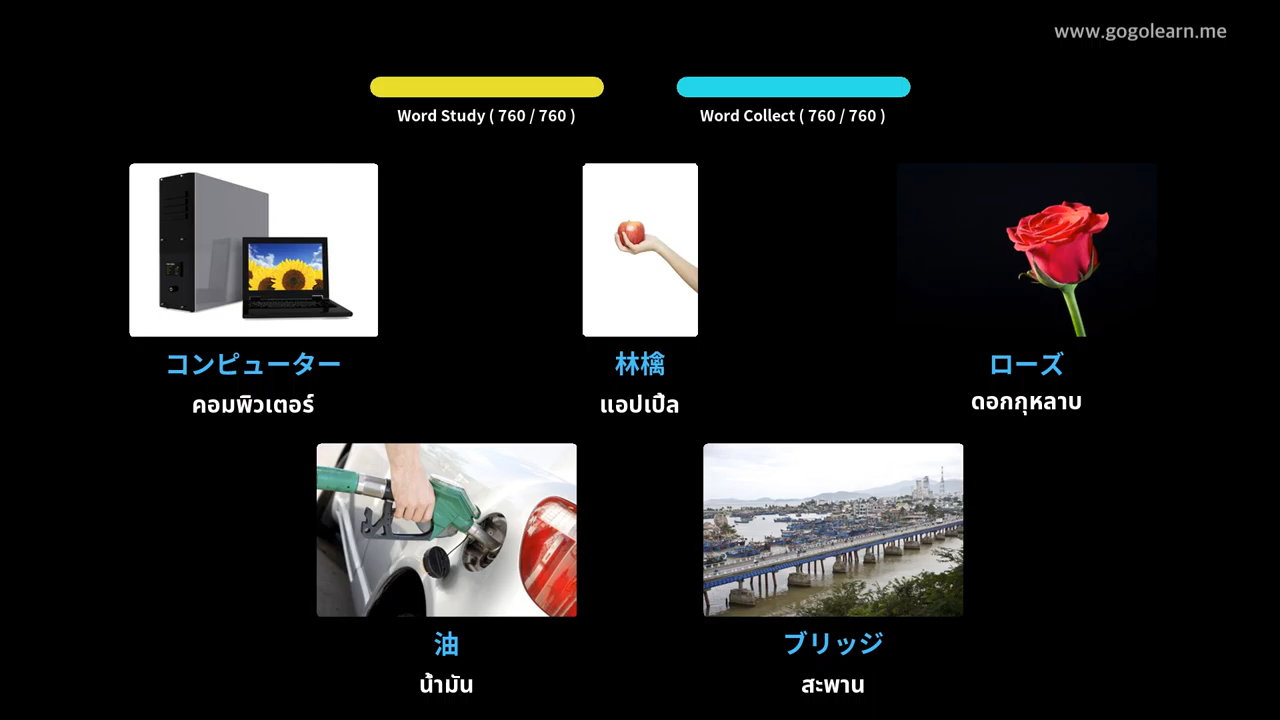 www.gogolearn.me
Word Study ( 760 / 760 )
Word Collect ( 760 / 760 )
コンピューター
คอมพิวเตอร์
林檎
แอปเปิ้ล
ローズ
ดอกกุหลาบ
油
น้ำมัน
ブリッジ
สะพาน